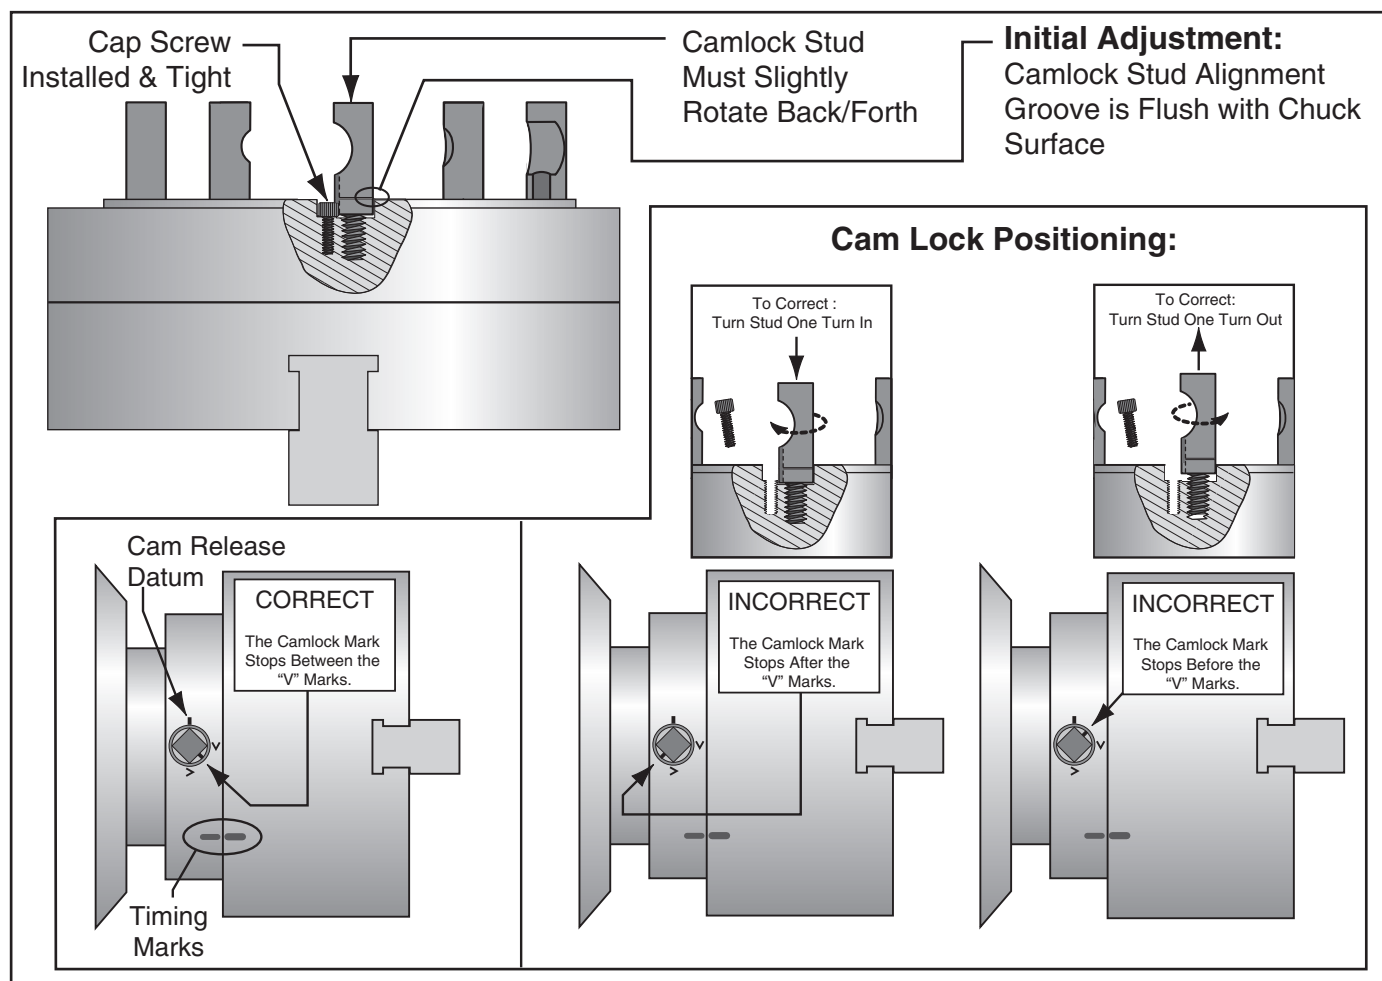 Cap Screw
Installed & Tight
Camlock Stud
Must Slightly
Rotate Back/Forth
Initial Adjustment:
Camlock Stud Alignment
Groove is Flush with Chuck
Surface
Cam Lock Positioning:
To Correct :
Turn Stud One Turn In
To Correct:
Turn Stud One Turn Out
Cam Release
Datum
CORRECT
The Camlock Mark
Stops Between the
“V” Marks.
INCORRECT
The Camlock Mark
Stops After the
“V” Marks.
INCORRECT
The Camlock Mark
Stops Before the
“V” Marks.
Timing
Marks